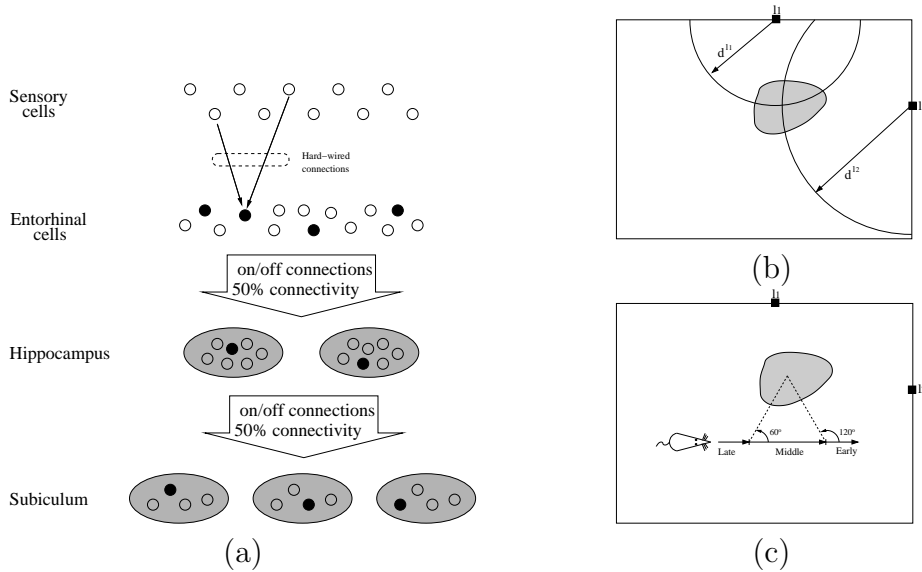 Sensory
cells
Hard−wired
connections
Entorhinal
cells
on/off connections
50% connectivity
Hippocampus
on/off connections
50% connectivity
Subiculum
(a)
l1
d^l1
l
d^l2
(b)
l1
l
60°
120°
Late
Middle
Early
(c)